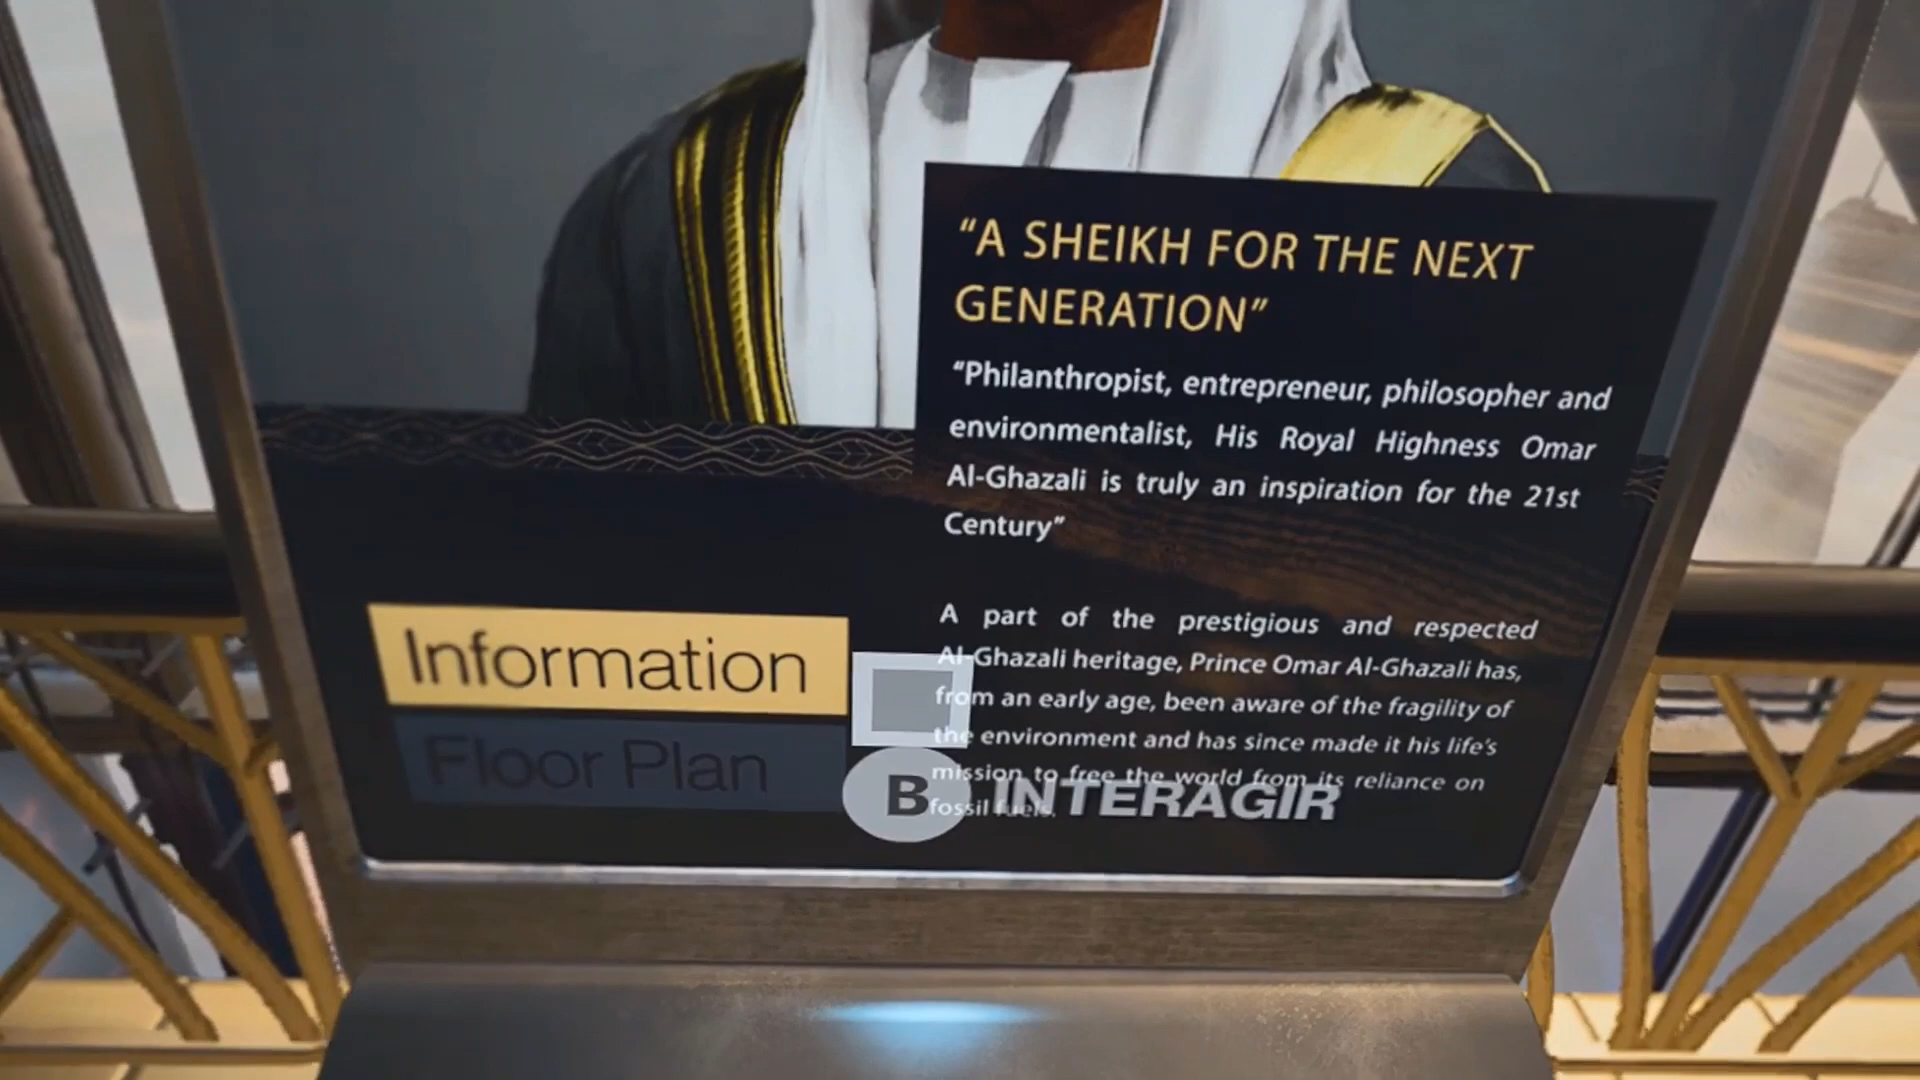 “A SHEIKH FOR THE NEXT
GENERATION”
“Philanthropist, entrepreneur, philosopher and
environmentalist, His Royal Highness Omar
Al-Ghazali is truly an inspiration for the 21st
Century”
A part of the prestigious and respected
Al-Ghazali heritage, Prince Omar Al-Ghazali has,
from an early age, been aware of the fragility of
the environment and has since made it his life’s
mission to free the world from its reliance on
fossil fuels.
Information
Floor Plan
B INTERAGIR